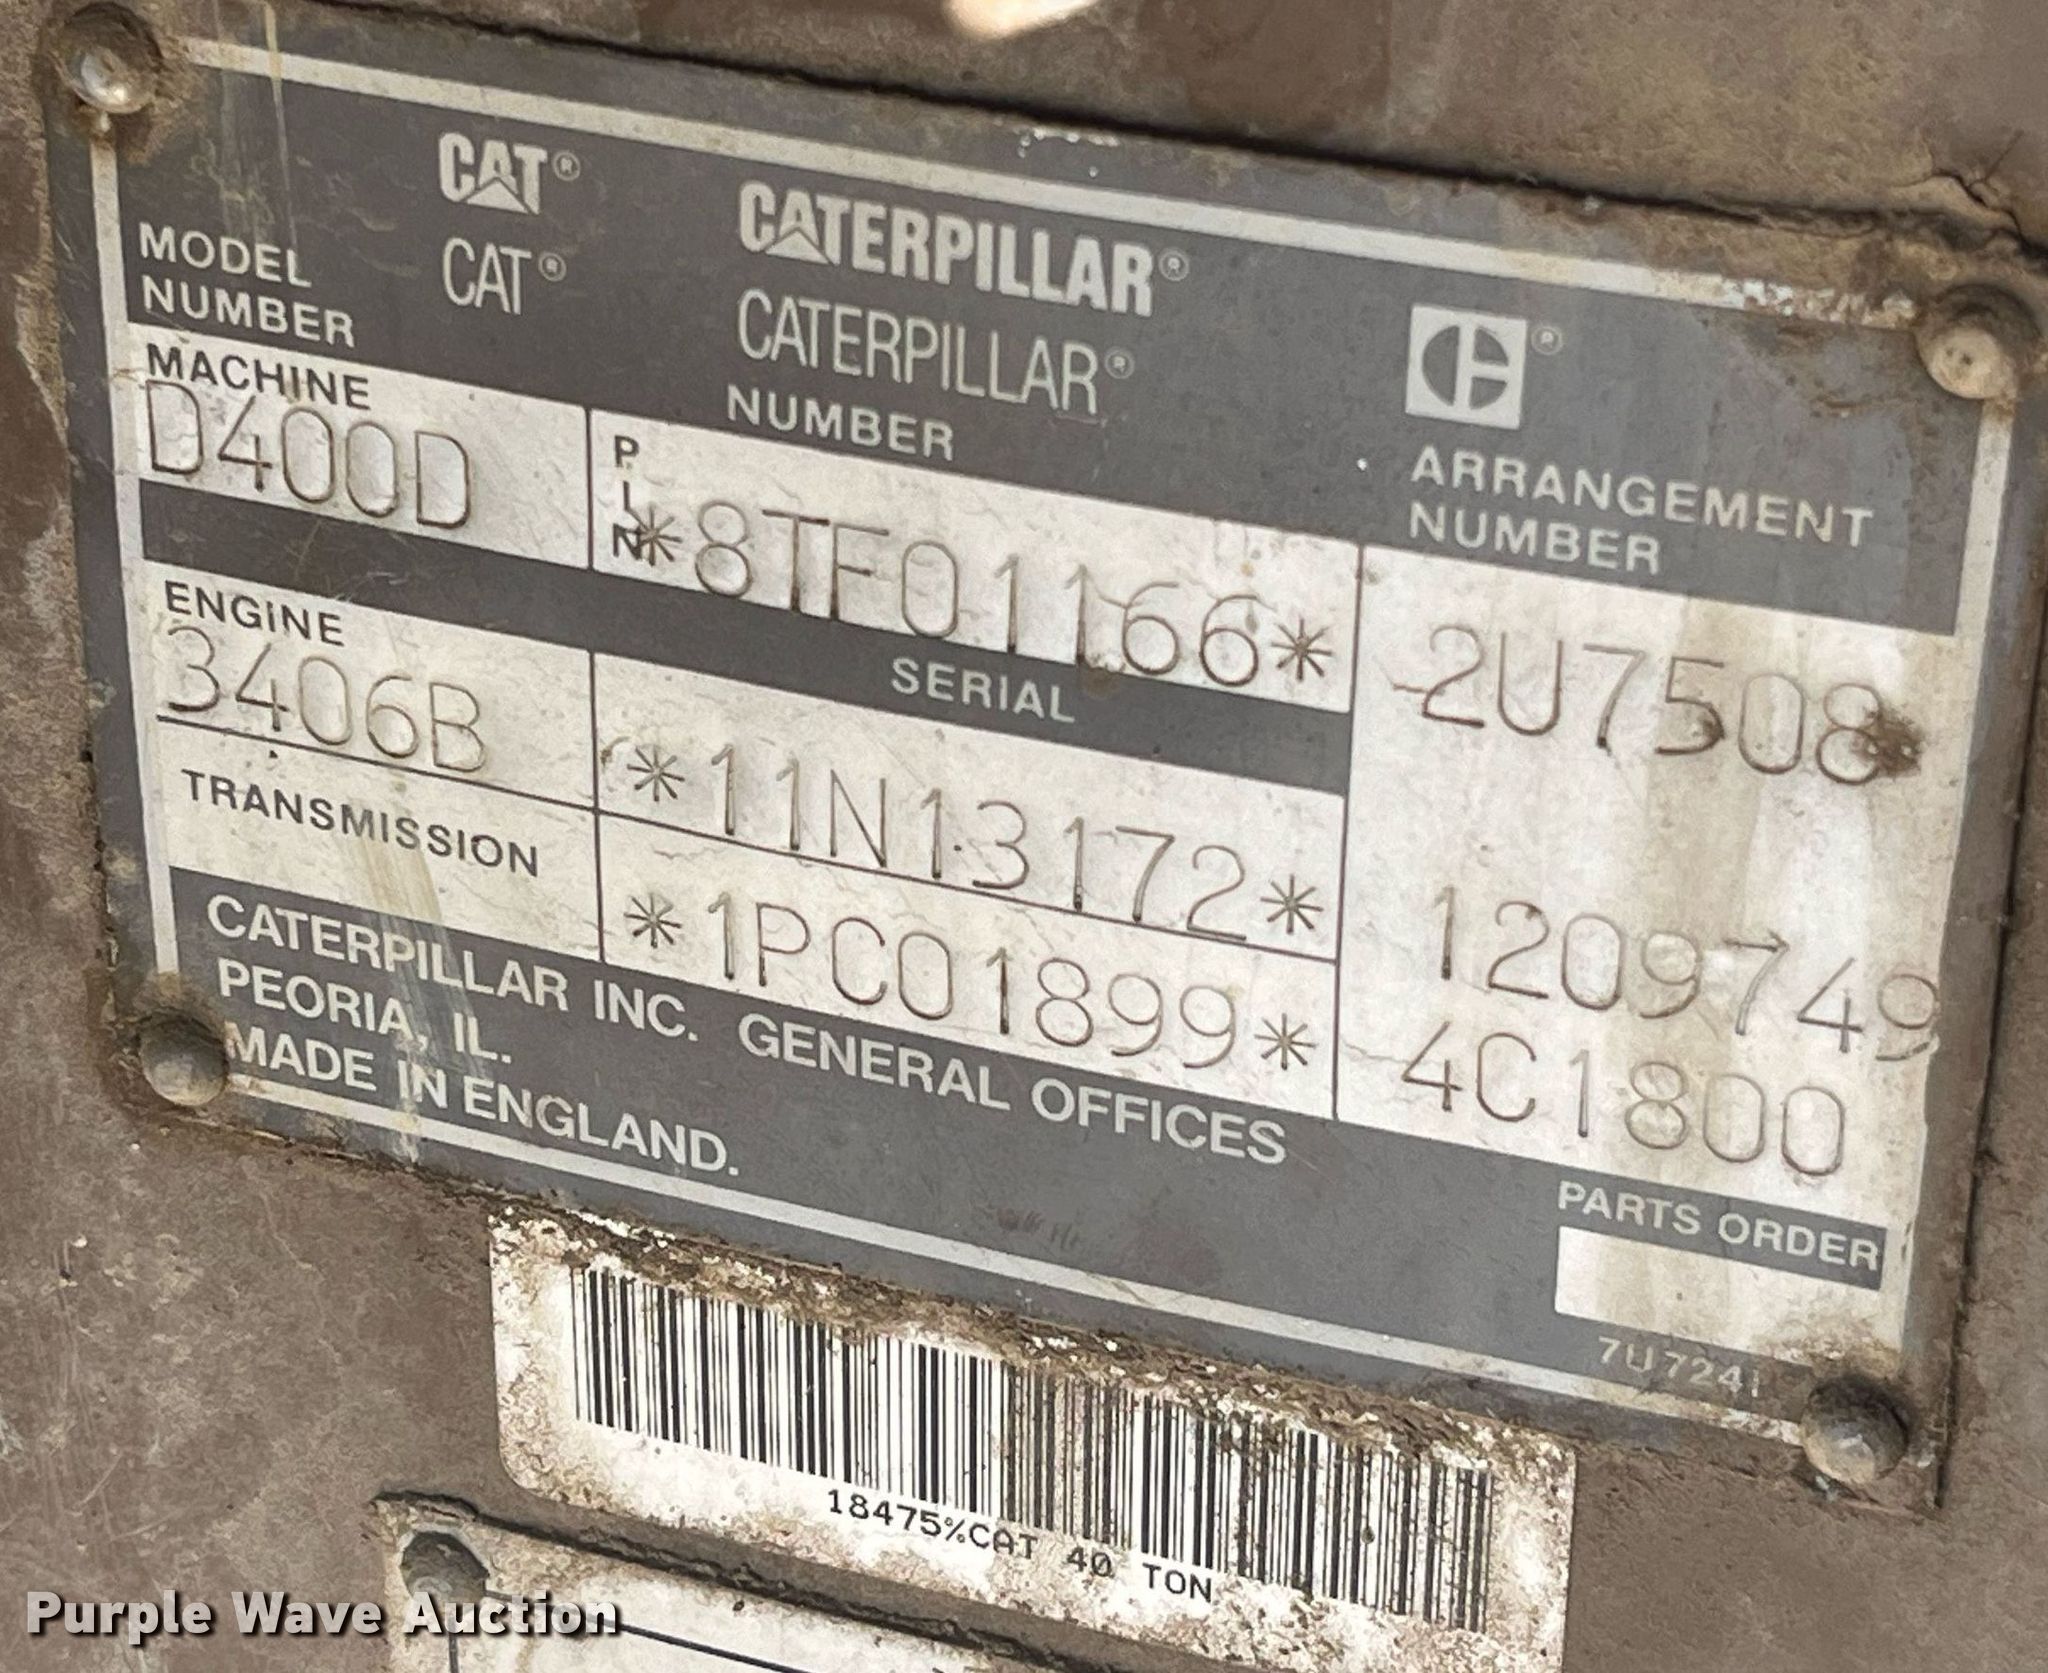 CAT® CATERPILLAR®
CAT® CATERPILLAR®
MODEL
NUMBER
NUMBER
ARRANGEMENT
NUMBER
MACHINE
D400D
PIN
*8TF01166*
2U7508
SERIAL
ENGINE
3406B
*11N13172*
1209749
TRANSMISSION
*1PC01899*
4C1800
CATERPILLAR INC. GENERAL OFFICES
PEORIA, IL.
MADE IN ENGLAND.
PARTS ORDER
7U7241
18475%CAT 40 TON
Purple Wave Auction